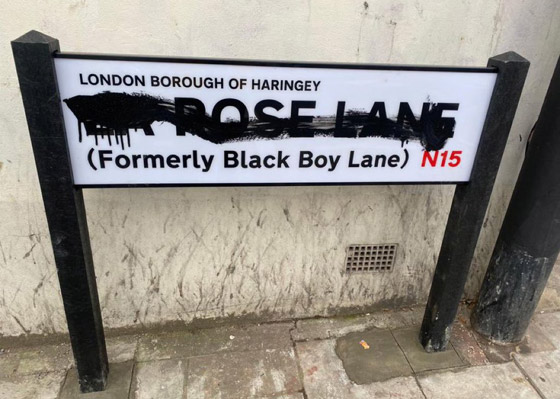 LONDON BOROUGH OF HARINGEY
ROSE LANE
(Formerly Black Boy Lane) N15